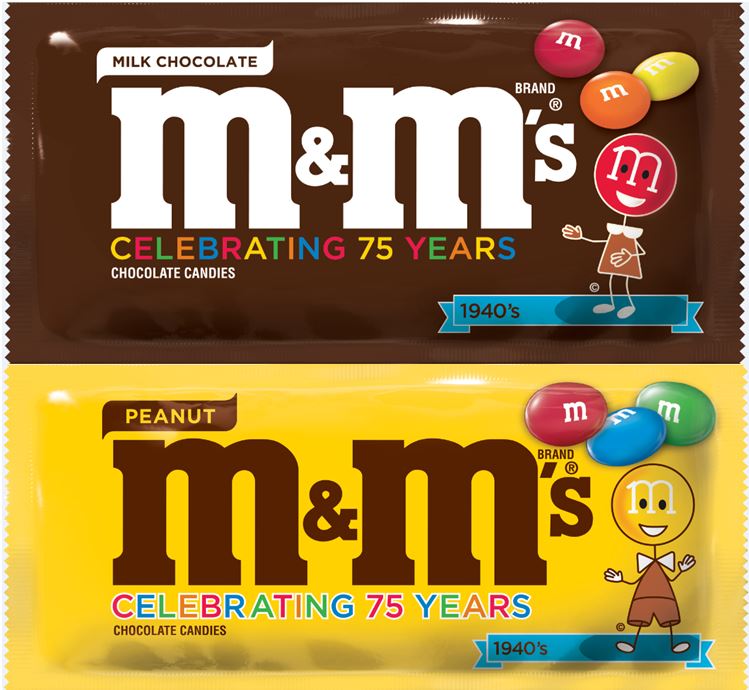 MILK CHOCOLATE
m&m's
BRAND
®
m
m
m
m
CELEBRATING 75 YEARS
CHOCOLATE CANDIES
©
1940's
PEANUT
m&m's
BRAND
®
m
m
m
m
CELEBRATING 75 YEARS
CHOCOLATE CANDIES
©
1940's